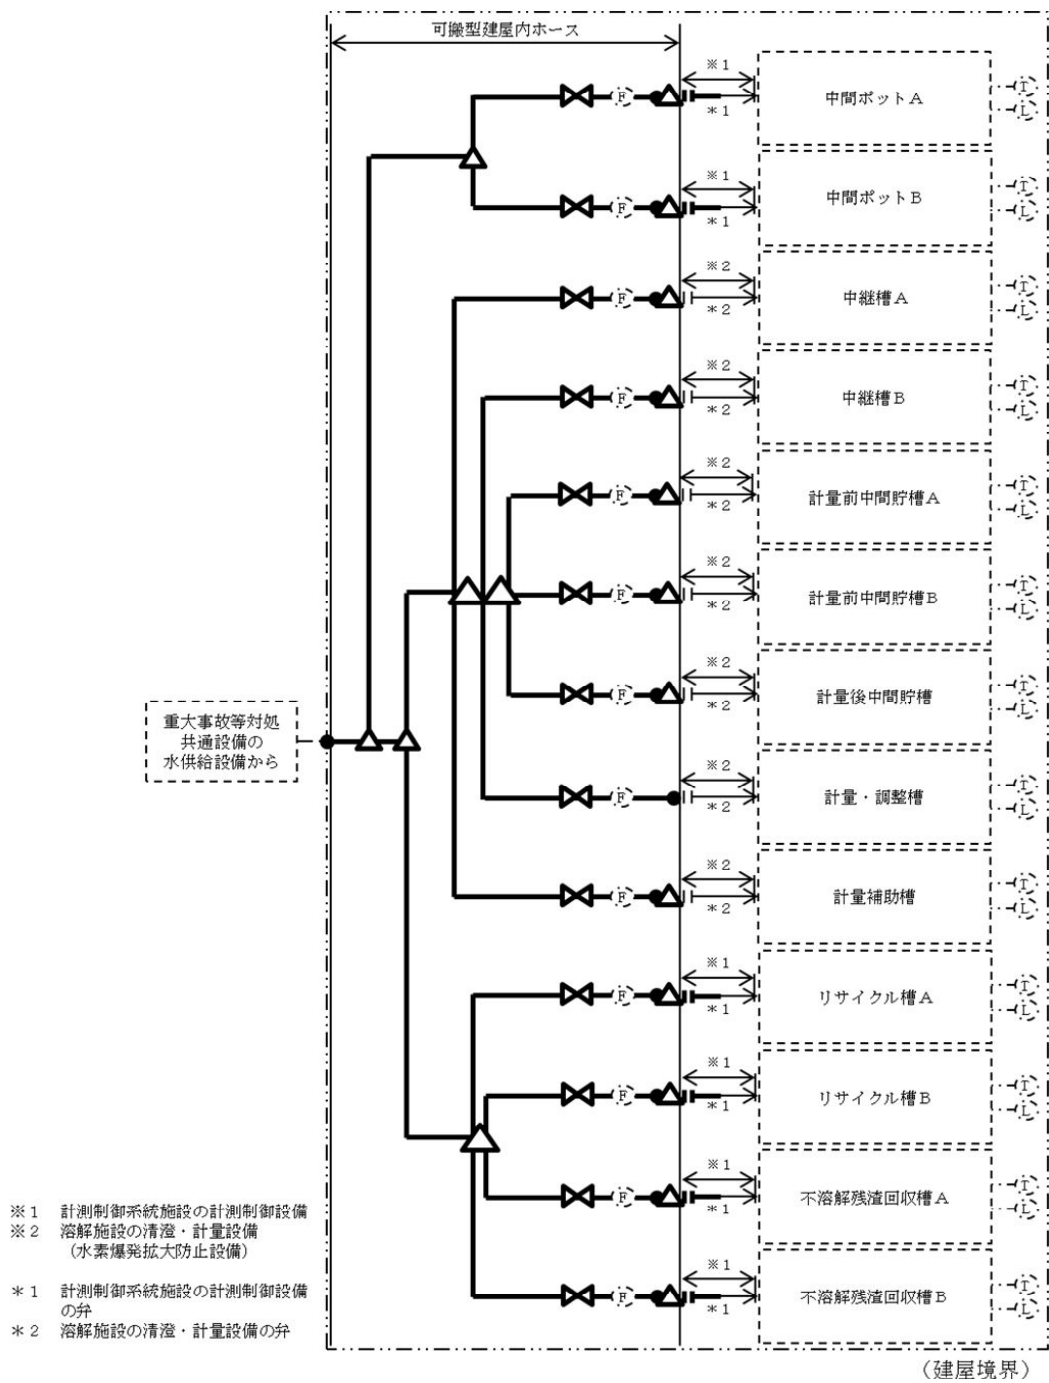 可搬型建屋内ホース
※1
F
*1
中間ポットA
T
L
※1
F
*1
中間ポットB
T
L
※2
F
*2
中継槽A
T
L
※2
F
*2
中継槽B
T
L
※2
F
*2
計量前中間貯槽A
T
L
※2
F
*2
計量前中間貯槽B
T
L
※2
F
*2
計量後中間貯槽
T
L
重大事故等対処
共通設備の
水供給設備から
※2
F
*2
計量・調整槽
T
L
※2
F
*2
計量補助槽
T
L
※1
F
*1
リサイクル槽A
T
L
※1
F
*1
リサイクル槽B
T
L
※1
F
*1
不溶解残渣回収槽A
T
L
※1
F
*1
不溶解残渣回収槽B
T
L
※1 計測制御系統施設の計測制御設備
※2 溶解施設の清澄・計量設備
(水素爆発拡大防止設備)
*1 計測制御系統施設の計測制御設備
の弁
*2 溶解施設の清澄・計量設備の弁
(建屋境界)